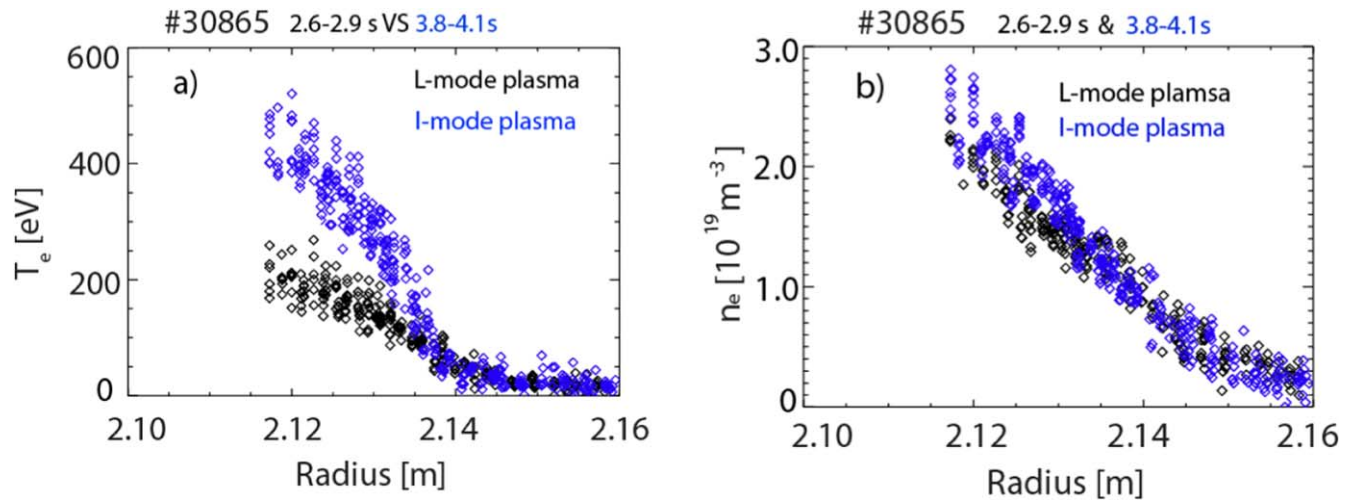 #30865 2.6-2.9 s VS 3.8-4.1s
a)
L-mode plasma
I-mode plasma
600
400
200
0
Te [eV]
2.10 2.12 2.14 2.16
Radius [m]
#30865 2.6-2.9 s & 3.8-4.1s
b)
L-mode plamsa
I-mode plasma
3.0
2.0
1.0
0
ne [10 19 m -3 ]
2.10 2.12 2.14 2.16
Radius [m]